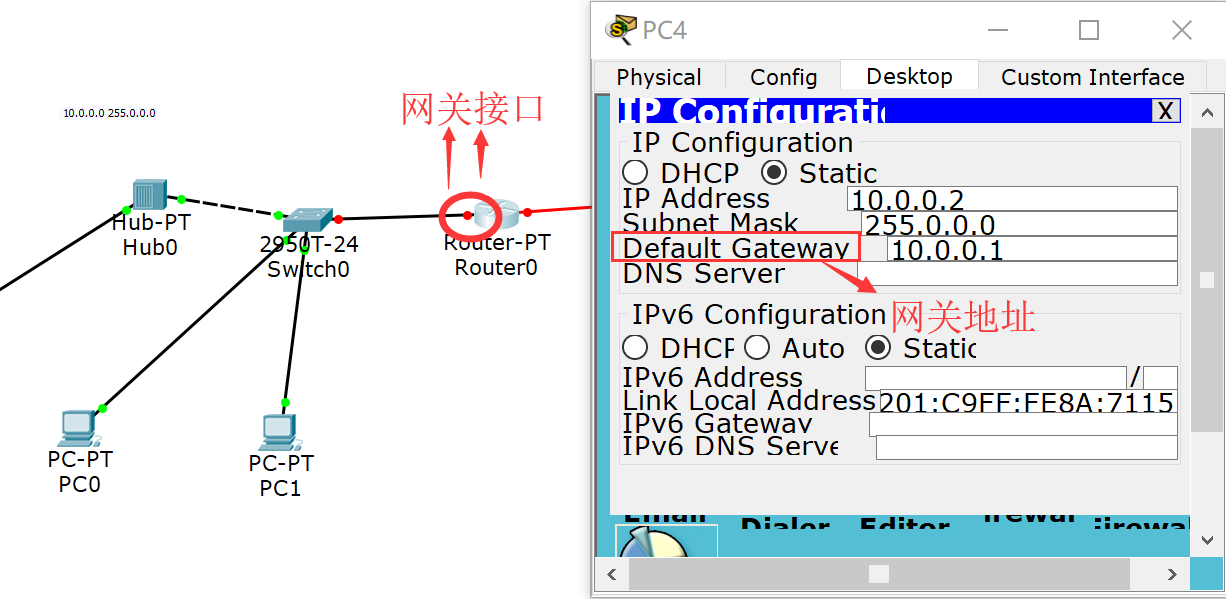 10.0.0.0 255.0.0.0
网关接口
Hub-PT
Hub0
2950T-24
Switch0
Router-PT
Router0
PC-PT
PC0
PC-PT
PC1
PC4
Physical
Config
Desktop
Custom Interface
IP Configuratio
X
IP Configuration
DHCP
Static
IP Address
10.0.0.2
Subnet Mask
255.0.0.0
Default Gateway
10.0.0.1
DNS Server
网关地址
IPv6 Configuration
DHCP
Auto
Static
IPv6 Address
/
Link Local Address
201:C9FF:FE8A:7115
IPv6 Gateway
IPv6 DNS Serve
Email
Dialer
Editor